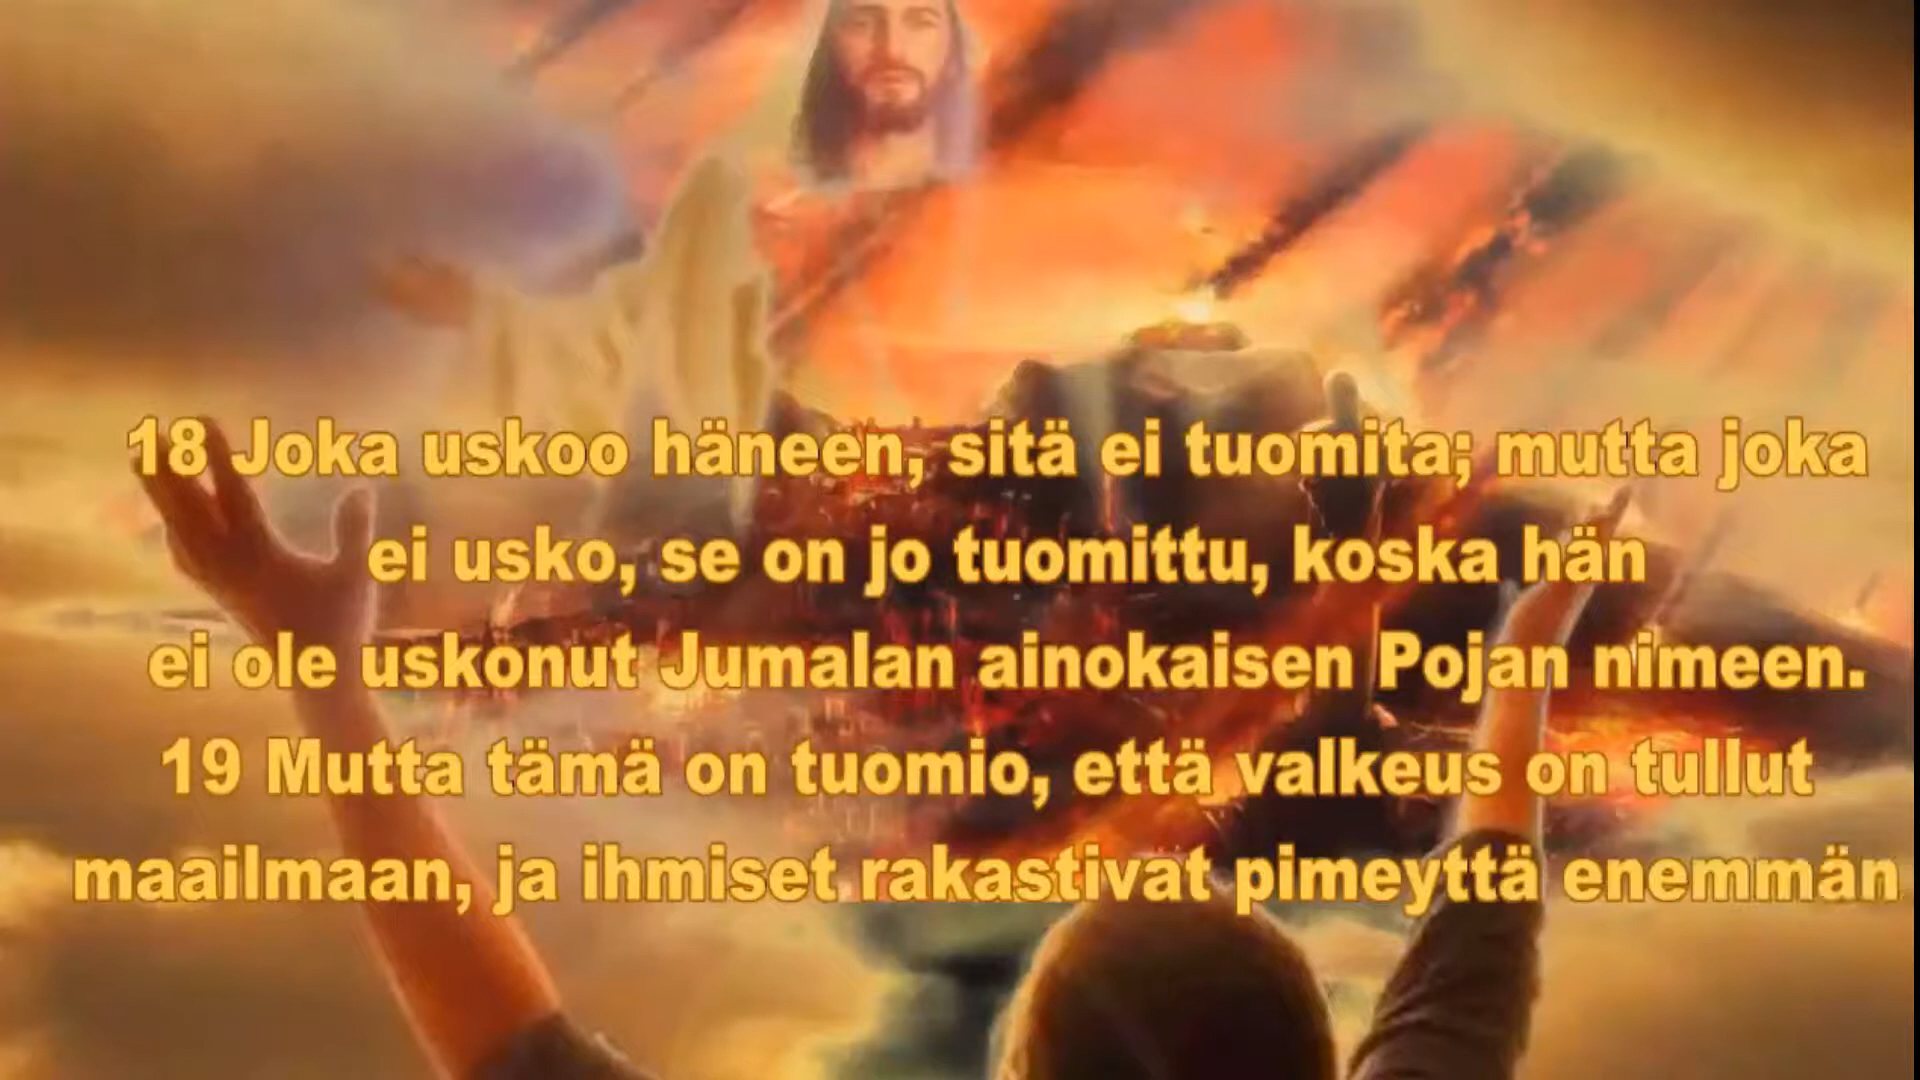 18 Joka uskoo häneen, sitä ei tuomita; mutta joka
ei usko, se on jo tuomittu, koska hän
ei ole uskonut Jumalan ainokaisen Pojan nimeen.
19 Mutta tämä on tuomio, että valkeus on tullut
maailmaan, ja ihmiset rakastivat pimeyttä enemmän